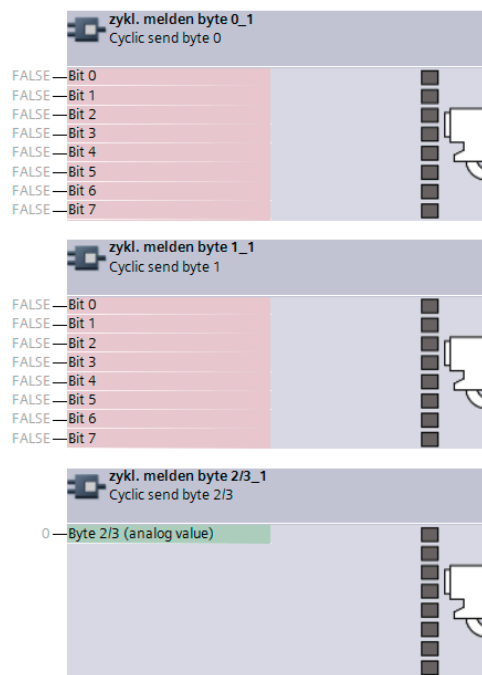 zykl. melden byte 0_1
Cyclic send byte 0
FALSE Bit 0
FALSE Bit 1
FALSE Bit 2
FALSE Bit 3
FALSE Bit 4
FALSE Bit 5
FALSE Bit 6
FALSE Bit 7
zykl. melden byte 1_1
Cyclic send byte 1
FALSE Bit 0
FALSE Bit 1
FALSE Bit 2
FALSE Bit 3
FALSE Bit 4
FALSE Bit 5
FALSE Bit 6
FALSE Bit 7
zykl. melden byte 2/3_1
Cyclic send byte 2/3
0 Byte 2/3 (analog value)